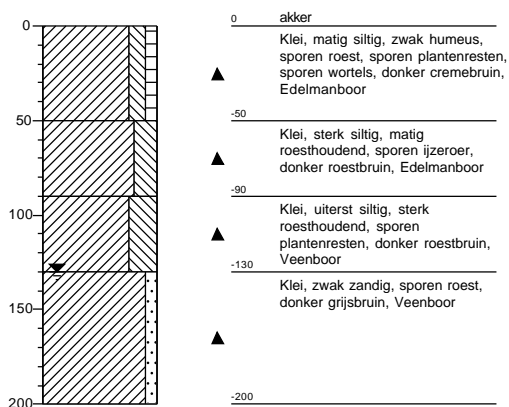 0
50
100
150
200
0 akker
Klei, matig siltig, zwak humeus,
sporen roest, sporen plantenresten,
sporen wortels, donker cremebruin,
Edelmanboor
-50
Klei, sterk siltig, matig
roesthoudend, sporen ijzeroer,
donker roestbruin, Edelmanboor
-90
Klei, uiterst siltig, sterk
roesthoudend, sporen
plantenresten, donker roestbruin,
Veenboor
-130
Klei, zwak zandig, sporen roest,
donker grijsbruin, Veenboor
-200